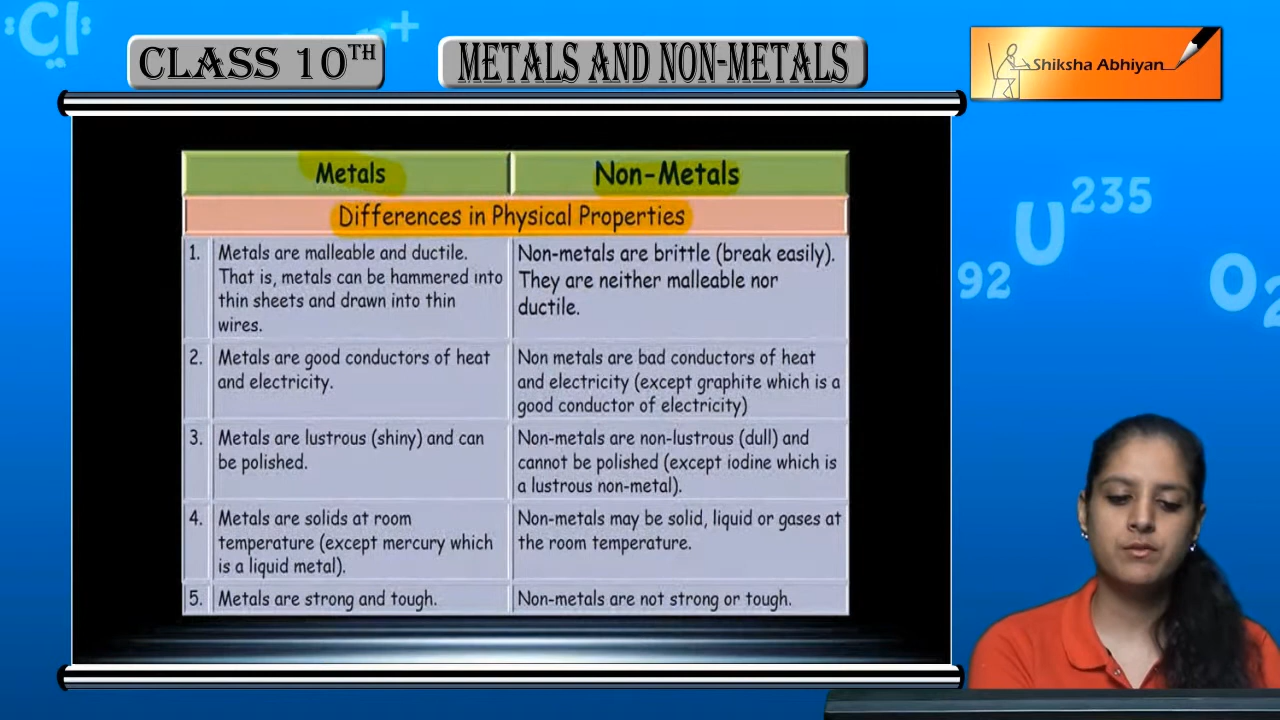 :Cl:
n+
CLASS 10TH
METALS AND NON-METALS
Shiksha Abhiyan
Metals
Non-Metals
Differences in Physical Properties
1.
Metals are malleable and ductile.
That is, metals can be hammered into
thin sheets and drawn into thin
wires.
Non-metals are brittle (break easily).
They are neither malleable nor
ductile.
2.
Metals are good conductors of heat
and electricity.
Non metals are bad conductors of heat
and electricity (except graphite which is a
good conductor of electricity)
3.
Metals are lustrous (shiny) and can
be polished.
Non-metals are non-lustrous (dull) and
cannot be polished (except iodine which is
a lustrous non-metal).
4.
Metals are solids at room
temperature (except mercury which
is a liquid metal).
Non-metals may be solid, liquid or gases at
the room temperature.
5.
Metals are strong and tough.
Non-metals are not strong or tough.
92U235
O2